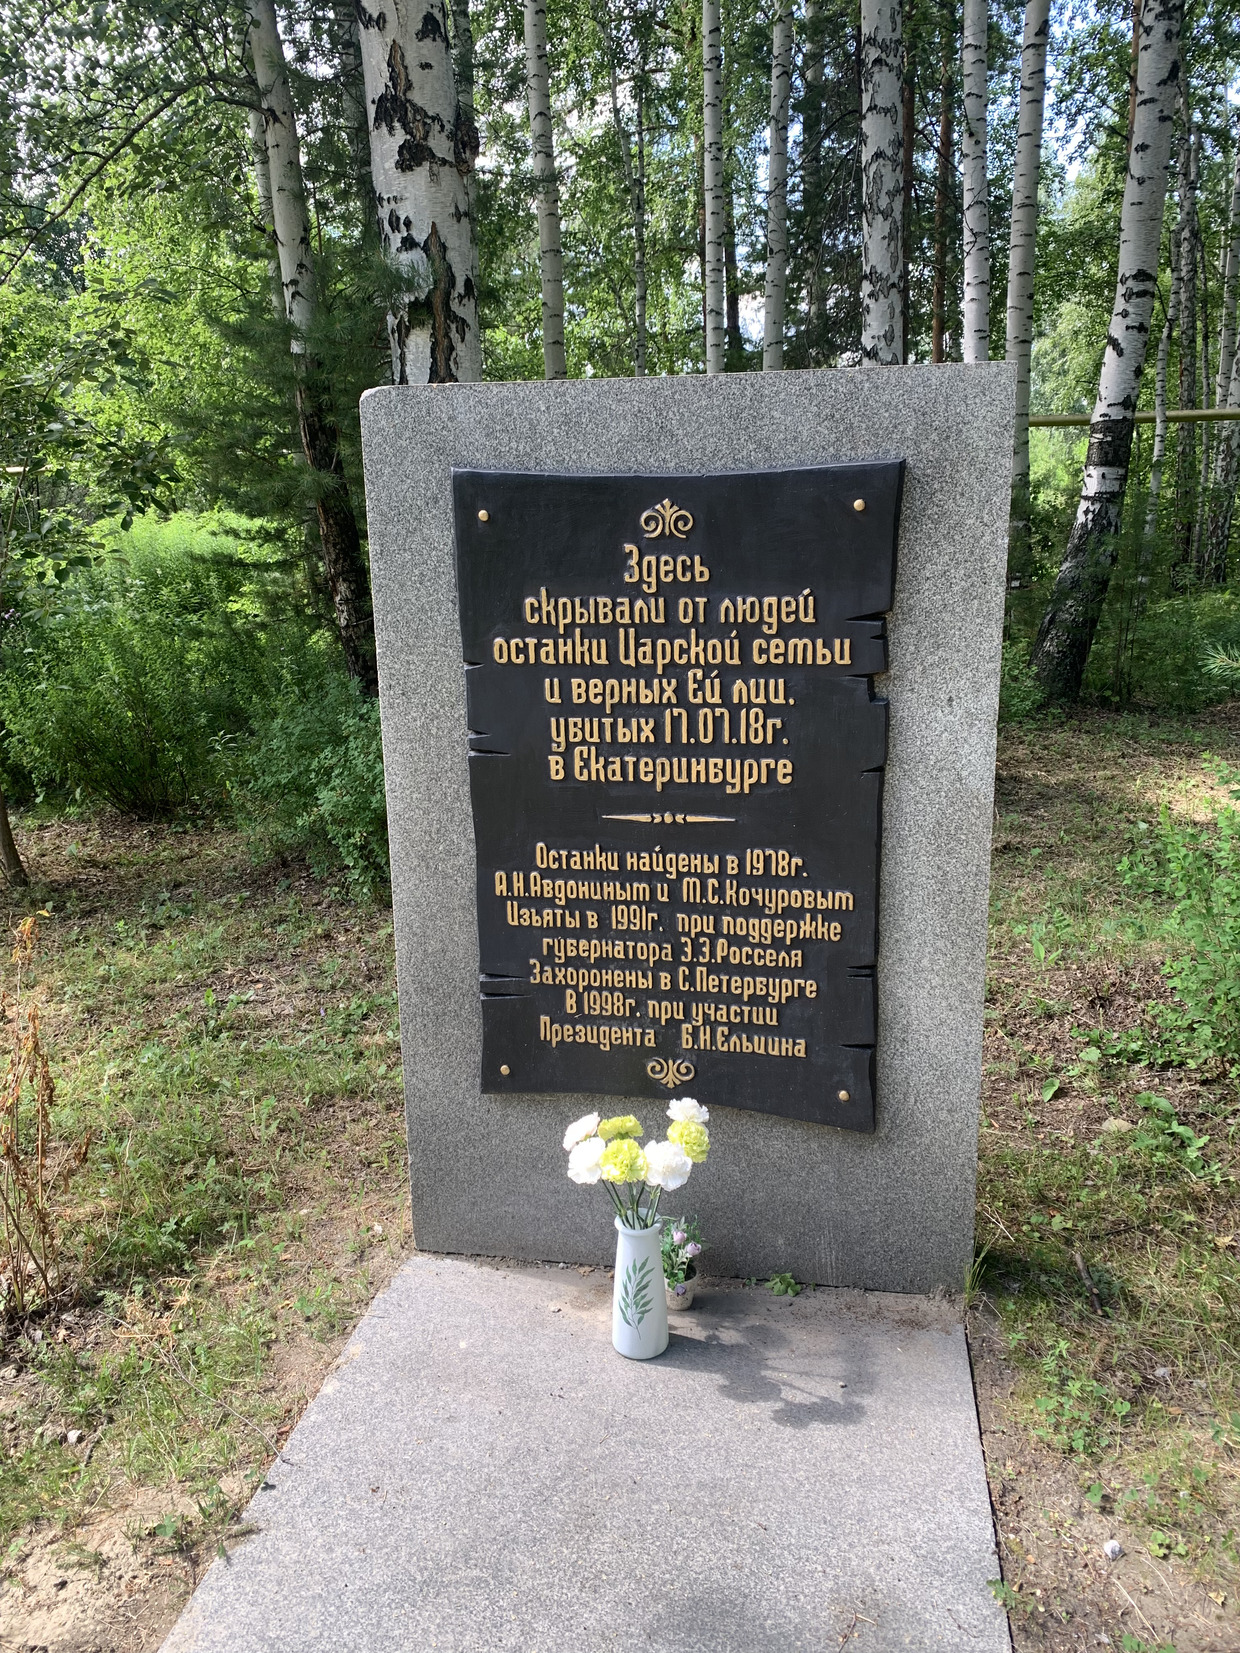 Здесь
скрывали от людей
останки Царской семьи
и верных Ей лиц.
убитых 17.07.18г.
в Екатеринбурге
Останки найдены в 1978г.
А.Н.Авдониным и М.С.Кочуровым
Изъяты в 1991г. при поддержке
губернатора Э.Э.Росселя
Захоронены в С.Петербурге
В 1998г. при участии
Президента Б.Н.Ельцина